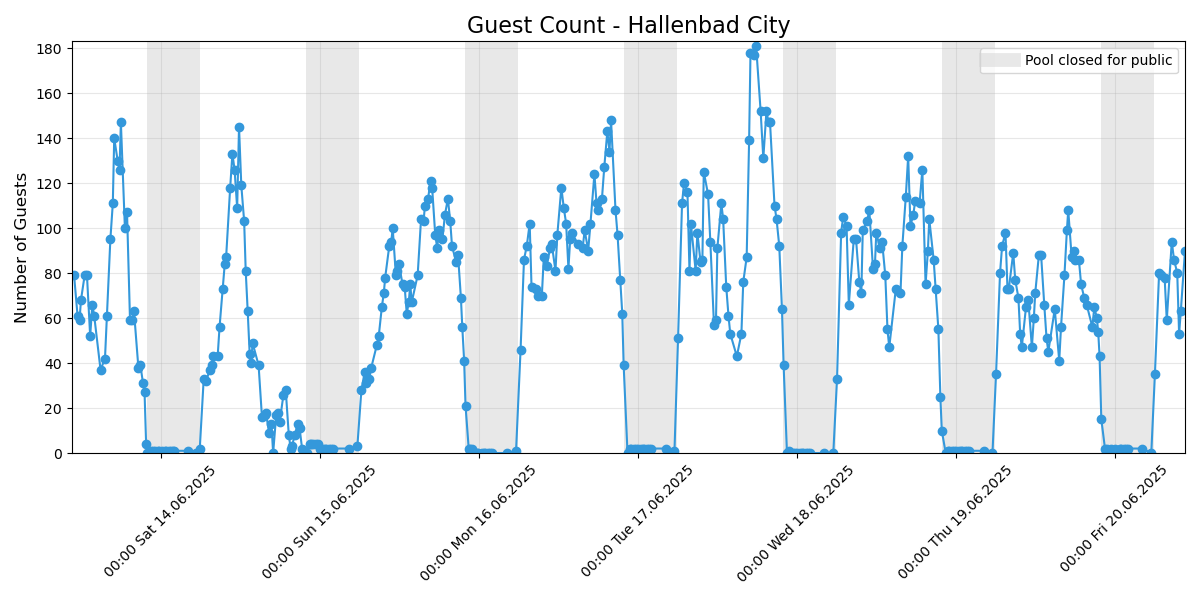 Guest Count - Hallenbad City
Pool closed for public
Number of Guests
180
160
140
120
100
80
60
40
20
0
00:00 Sat 14.06.2025
00:00 Sun 15.06.2025
00:00 Mon 16.06.2025
00:00 Tue 17.06.2025
00:00 Wed 18.06.2025
00:00 Thu 19.06.2025
00:00 Fri 20.06.2025